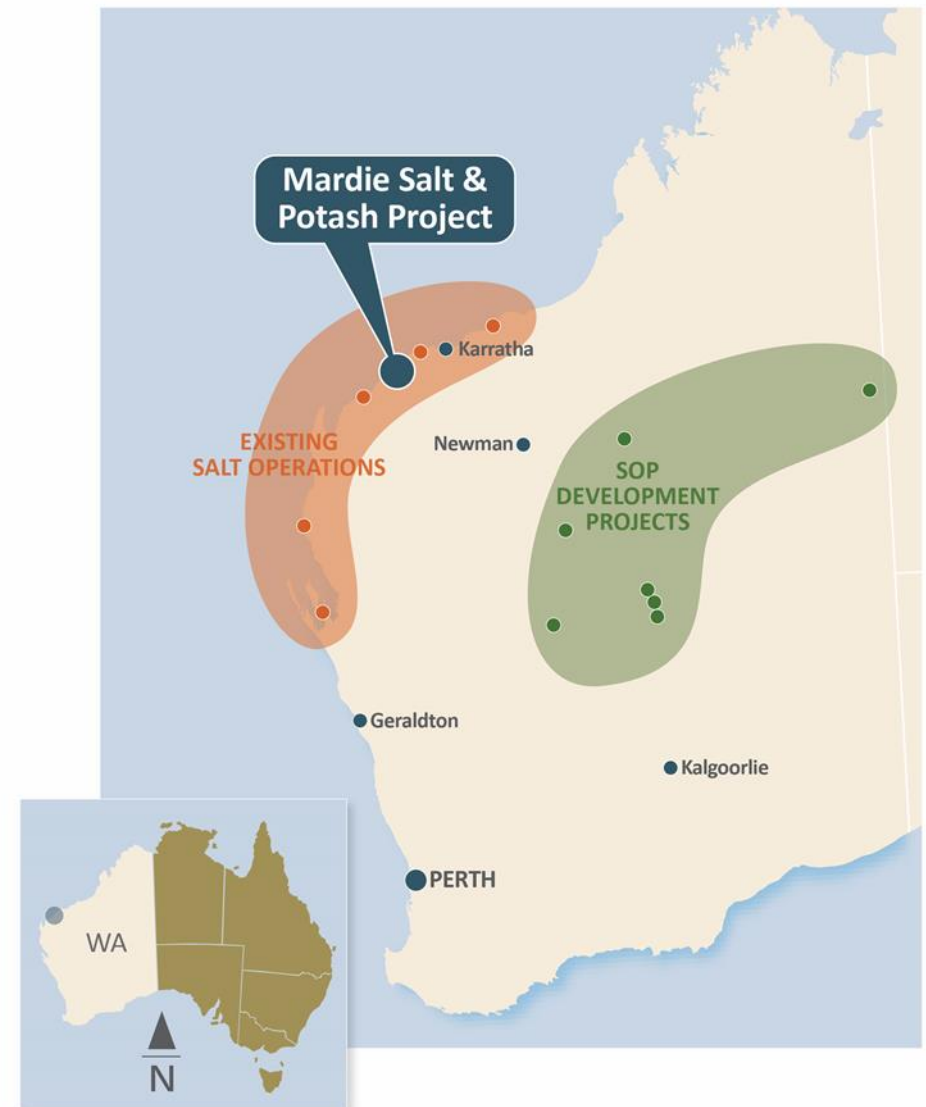 Mardie Salt &
Potash Project
Karratha
EXISTING
SALT OPERATIONS
Newman
SOP
DEVELOPMENT
PROJECTS
Geraldton
Kalgoorlie
PERTH
WA
N